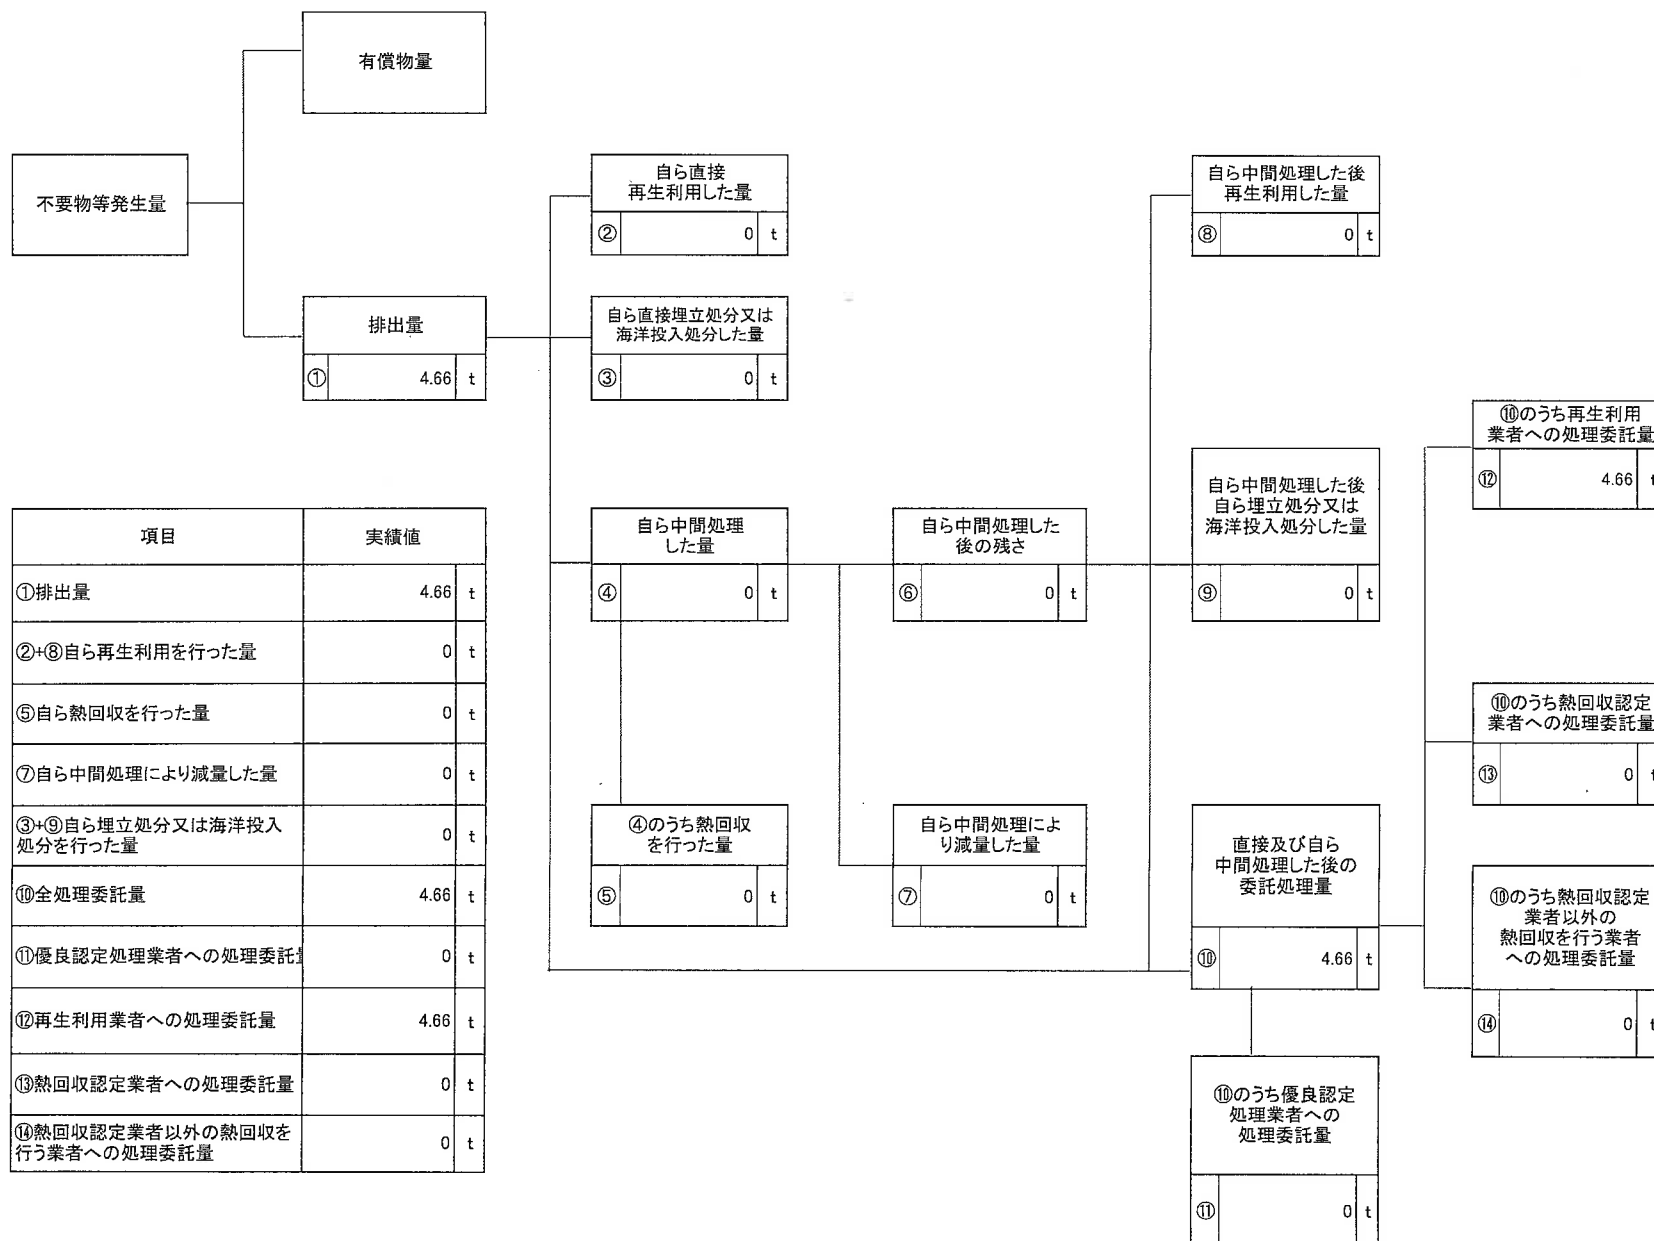 有償物量
不要物等発生量
排出量
① 4.66 t
自ら直接
再生利用した量
② 0 t
自ら直接埋立処分又は
海洋投入処分した量
③ 0 t
自ら中間処理
した量
④ 0 t
④のうち熱回収
を行った量
⑤ 0 t
自ら中間処理した
後の残さ
⑥ 0 t
自ら中間処理によ
り減量した量
⑦ 0 t
自ら中間処理した後
再生利用した量
⑧ 0 t
自ら中間処理した後
自ら埋立処分又は
海洋投入処分した量
⑨ 0 t
直接及び自ら
中間処理した後の
委託処理量
⑩ 4.66 t
⑩のうち優良認定
処理業者への
処理委託量
⑪ 0 t
⑩のうち再生利用
業者への処理委託量
⑫ 4.66 t
⑩のうち熱回収認定
業者への処理委託量
⑬ 0 t
⑩のうち熱回収認定
業者以外の
熱回収を行う業者
への処理委託量
⑭ 0 t
項目 実績値
①排出量 4.66 t
②+⑧自ら再生利用を行った量 0 t
⑤自ら熱回収を行った量 0 t
⑦自ら中間処理により減量した量 0 t
③+⑨自ら埋立処分又は海洋投入
処分を行った量 0 t
⑩全処理委託量 4.66 t
⑪優良認定処理業者への処理委託 0 t
⑫再生利用業者への処理委託量 4.66 t
⑬熱回収認定業者への処理委託量 0 t
⑭熱回収認定業者以外の熱回収を
行う業者への処理委託量 0 t